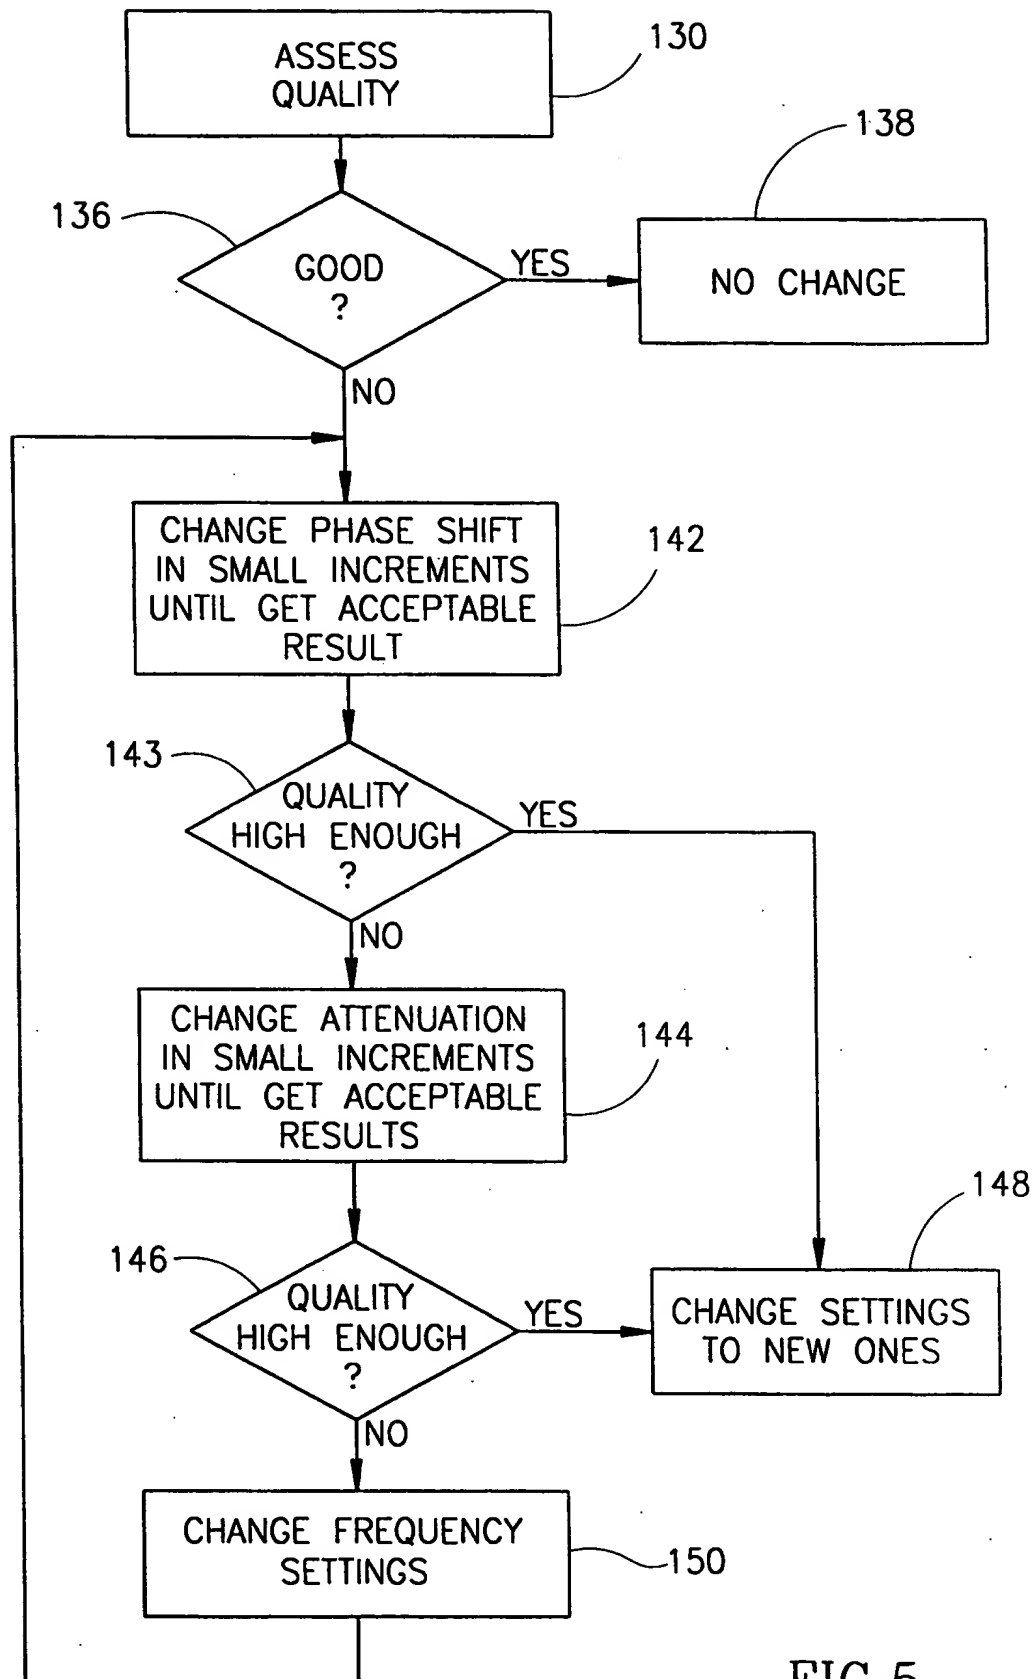 ASSESS
QUALITY
130
138
136
GOOD
?
YES
NO CHANGE
NO
CHANGE PHASE SHIFT
IN SMALL INCREMENTS
UNTIL GET ACCEPTABLE
RESULT
142
143
QUALITY
HIGH ENOUGH
?
YES
NO
CHANGE ATTENUATION
IN SMALL INCREMENTS
UNTIL GET ACCEPTABLE
RESULTS
144
148
146
QUALITY
HIGH ENOUGH
?
YES
CHANGE SETTINGS
TO NEW ONES
NO
CHANGE FREQUENCY
SETTINGS
150
FIG.5